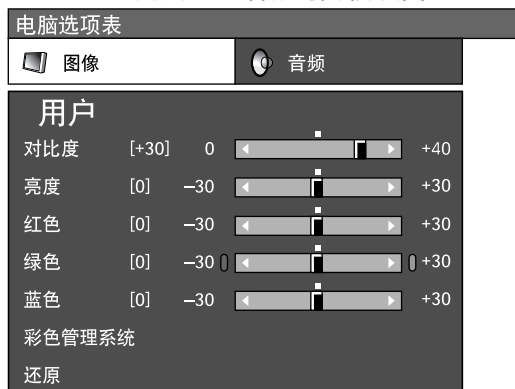 电脑选项表
图像 音频
用户
对比度 [+30] 0 +40
亮度 [0] –30 +30
红色 [0] –30 +30
绿色 [0] –30 +30
蓝色 [0] –30 +30
彩色管理系统
还原